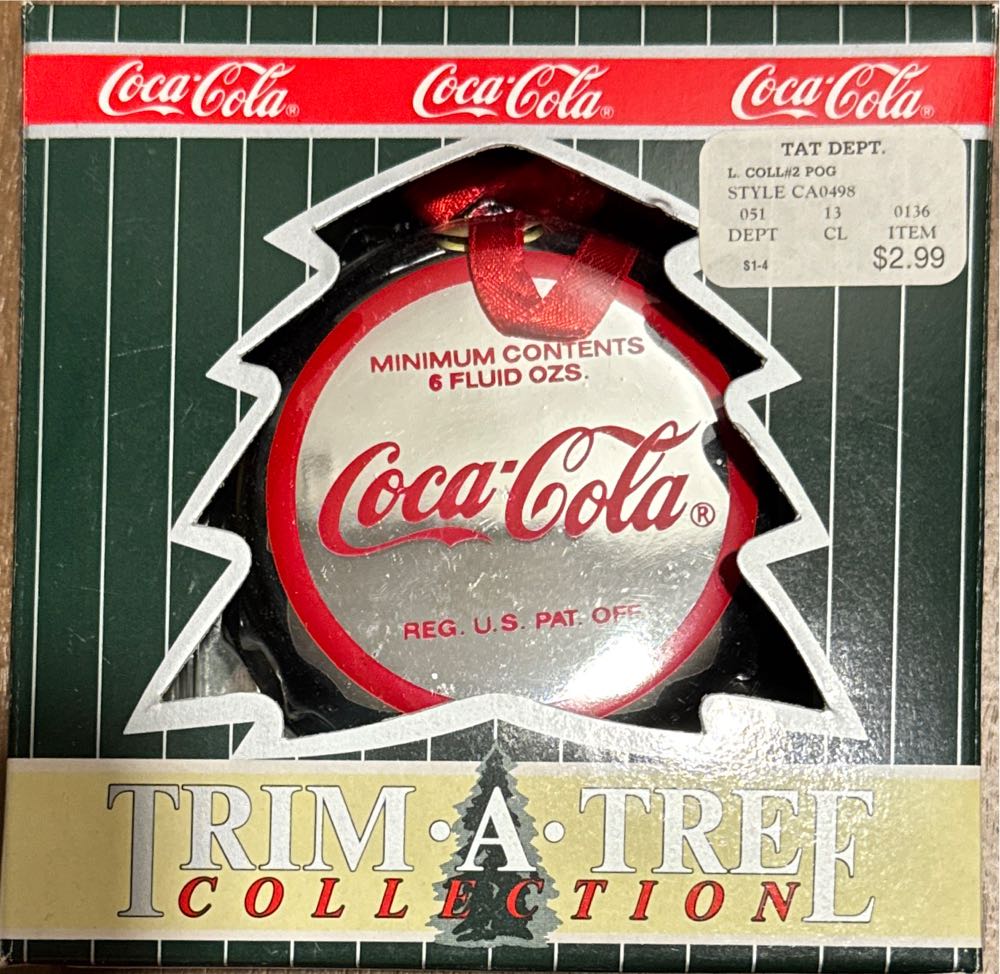 Coca-Cola® Coca-Cola® Coca-Cola®
TAT DEPT.
L. COLL#2 POG
STYLE CA0498
051 13 0136
DEPT CL ITEM
$1-4 $2.99
MINIMUM CONTENTS
6 FLUID OZS.
Coca-Cola®
REG. U.S. PAT. OFF.
TRIM·A·TREE
COLLECTION